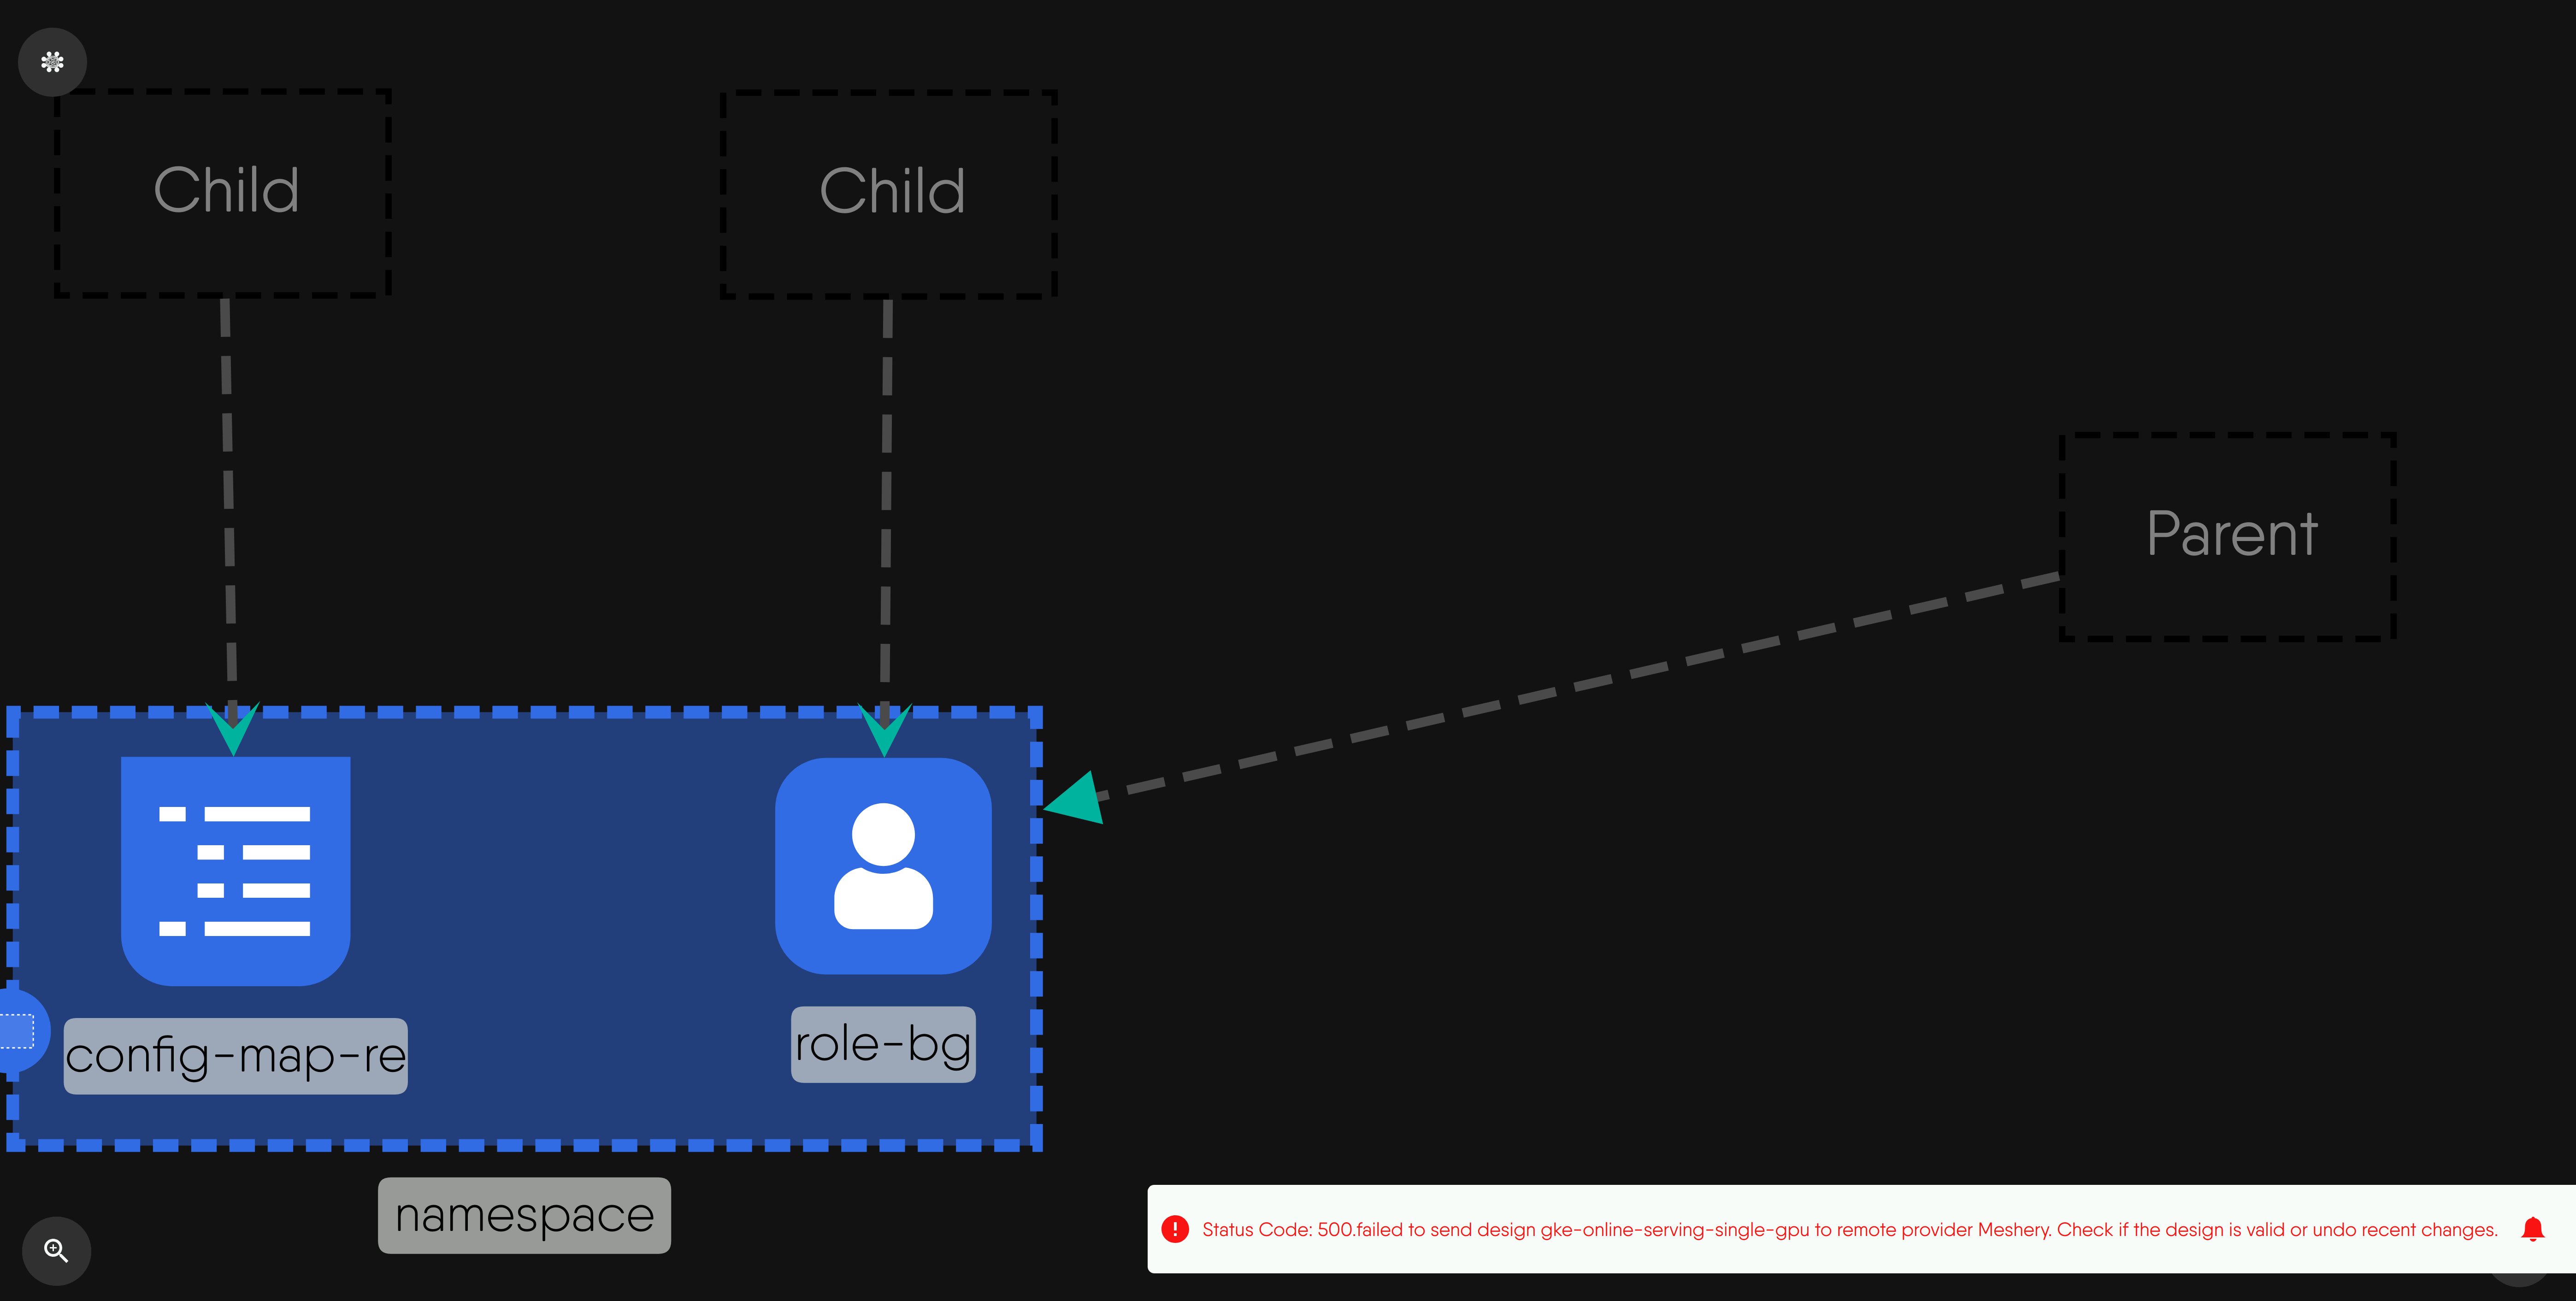 Child
Child
Parent
config-map-re
role-bg
namespace
Status Code: 500.failed to send design gke-online-serving-single-gpu to remote provider Meshery. Check if the design is valid or undo recent changes.